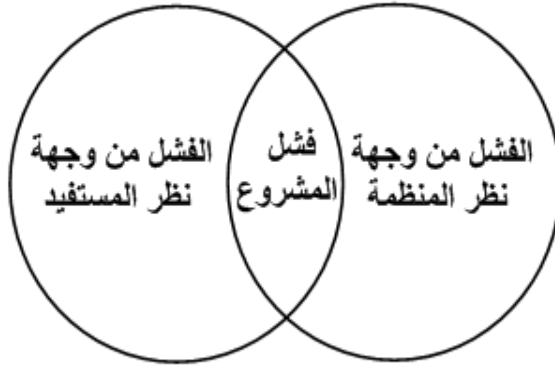 الفشل من وجهة
نظر المنظمة
فشل
المشروع
الفشل من وجهة
نظر المستفيد